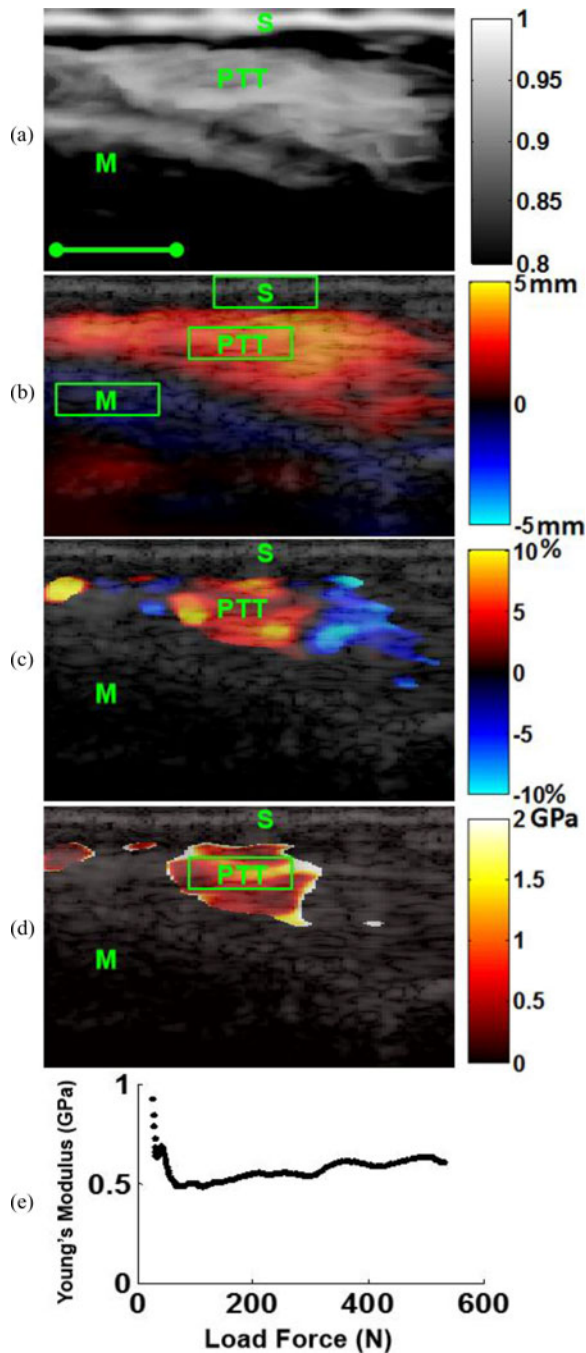 S
PTT
M
(a)
1
0.95
0.9
0.85
0.8
S
PTT
M
(b)
5mm
0
-5mm
S
PTT
M
(c)
10%
5
0
-5
-10%
S
PTT
M
(d)
2 GPa
1.5
1
0.5
0
(e)
Young's Modulus (GPa)
1
0.5
0
0 200 400 600
Load Force (N)